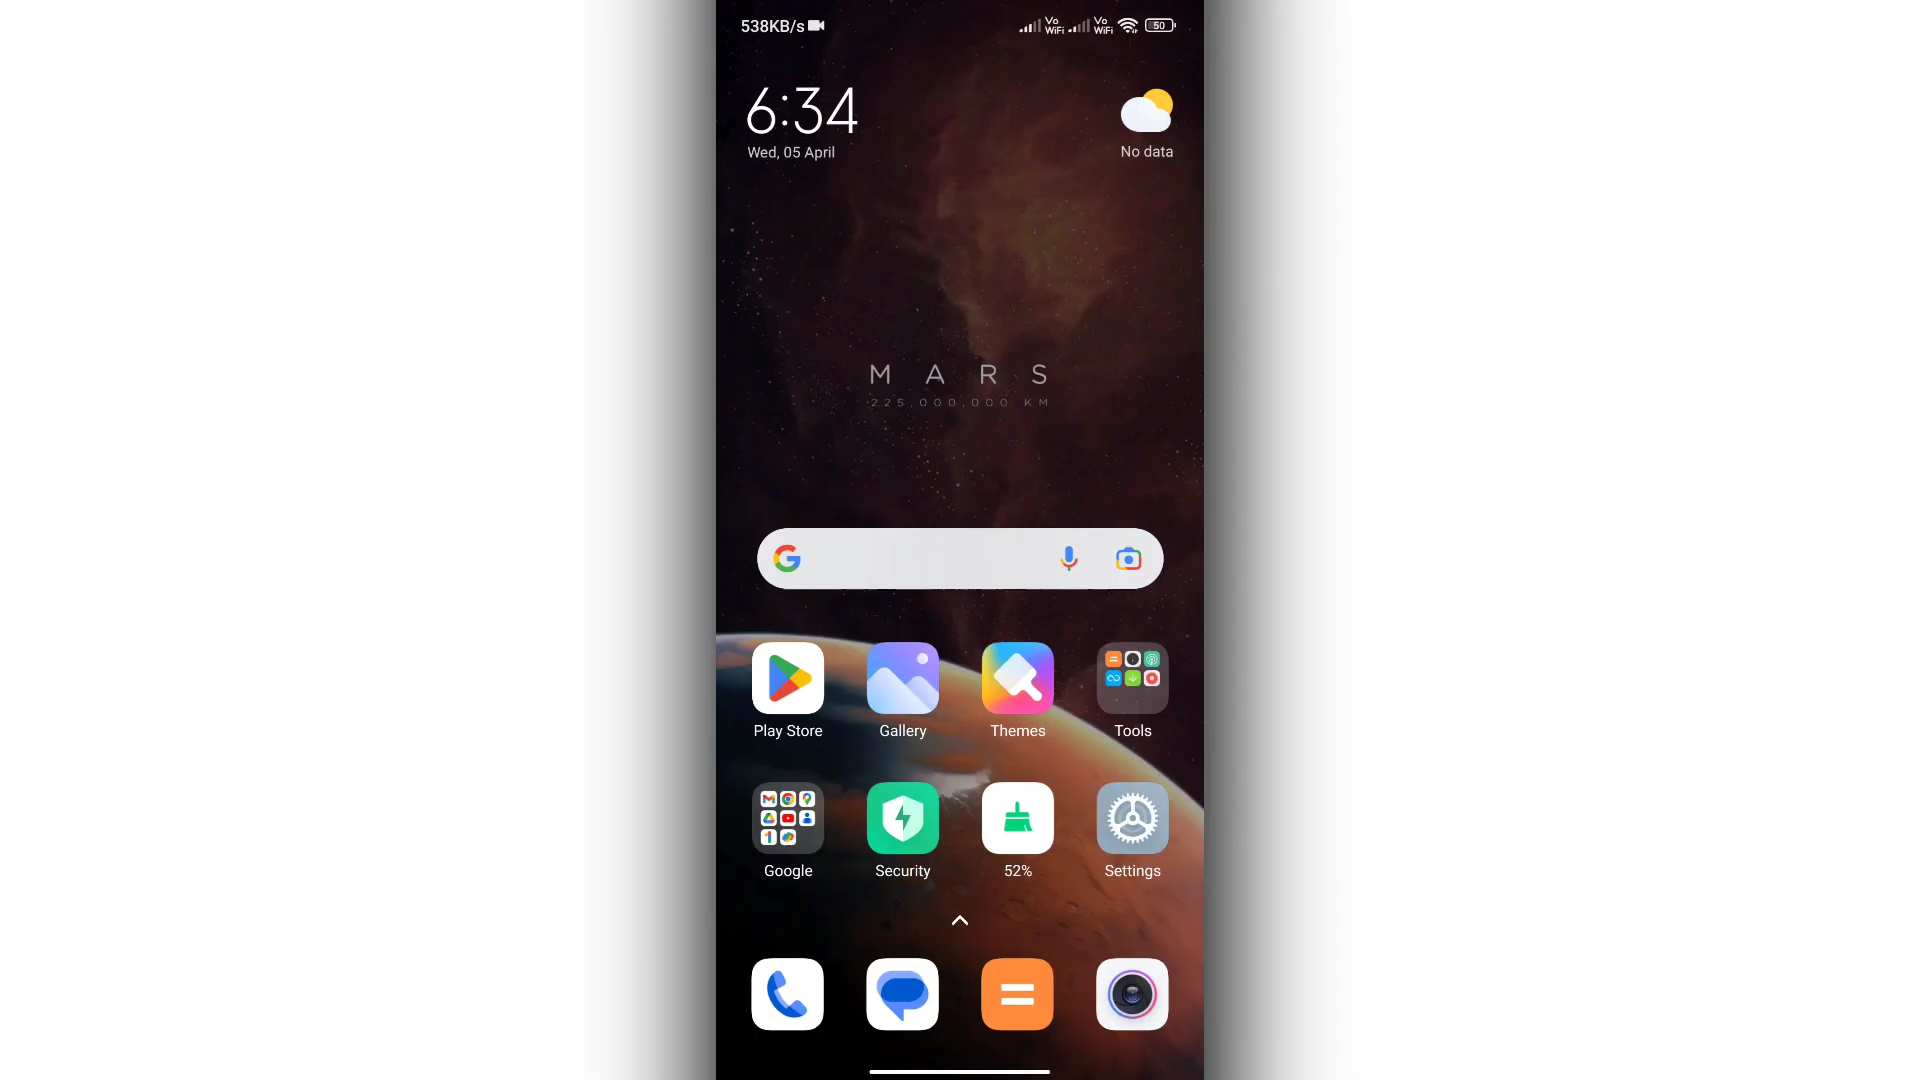 538KB/s
Vo WiFi Vo WiFi 50
6:34
Wed, 05 April
No data
MARS
225,000,000 KM
Play Store Gallery Themes Tools
Google Security 52% Settings